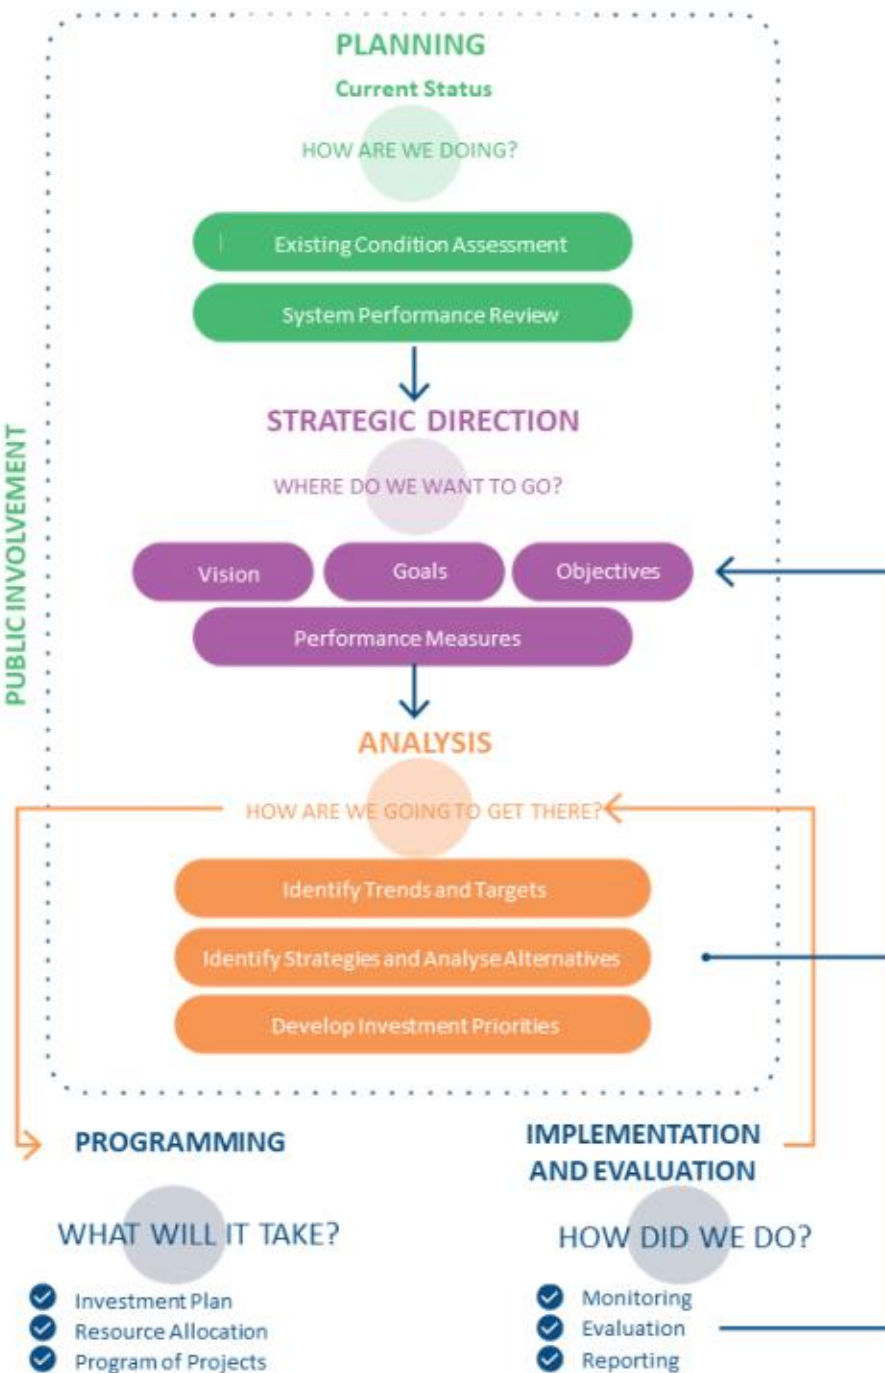 PLANNING
Current Status
HOW ARE WE DOING?
Existing Condition Assessment
System Performance Review
STRATEGIC DIRECTION
WHERE DO WE WANT TO GO?
Vision
Goals
Objectives
Performance Measures
PUBLIC INVOLVEMENT
ANALYSIS
HOW ARE WE GOING TO GET THERE?
Identify Trends and Targets
Identify Strategies and Analyse Alternatives
Develop Investment Priorities
PROGRAMMING
WHAT WILL IT TAKE?
Investment Plan
Resource Allocation
Program of Projects
IMPLEMENTATION
AND EVALUATION
HOW DID WE DO?
Monitoring
Evaluation
Reporting